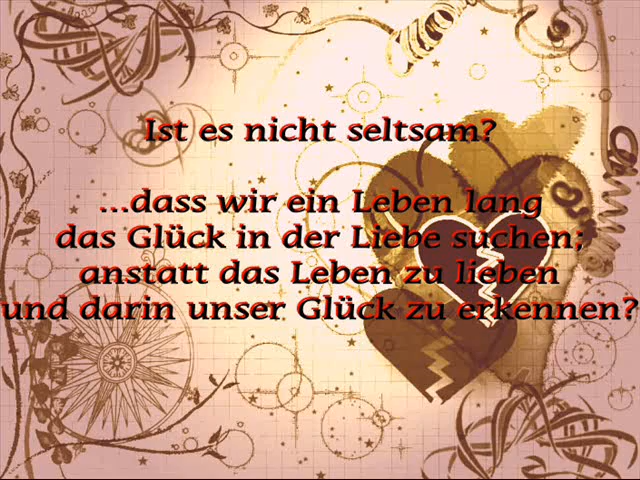 Ist es nicht seltsam?
...dass wir ein Leben lang
das Glück in der Liebe suchen;
anstatt das Leben zu lieben
und darin unser Glück zu erkennen?